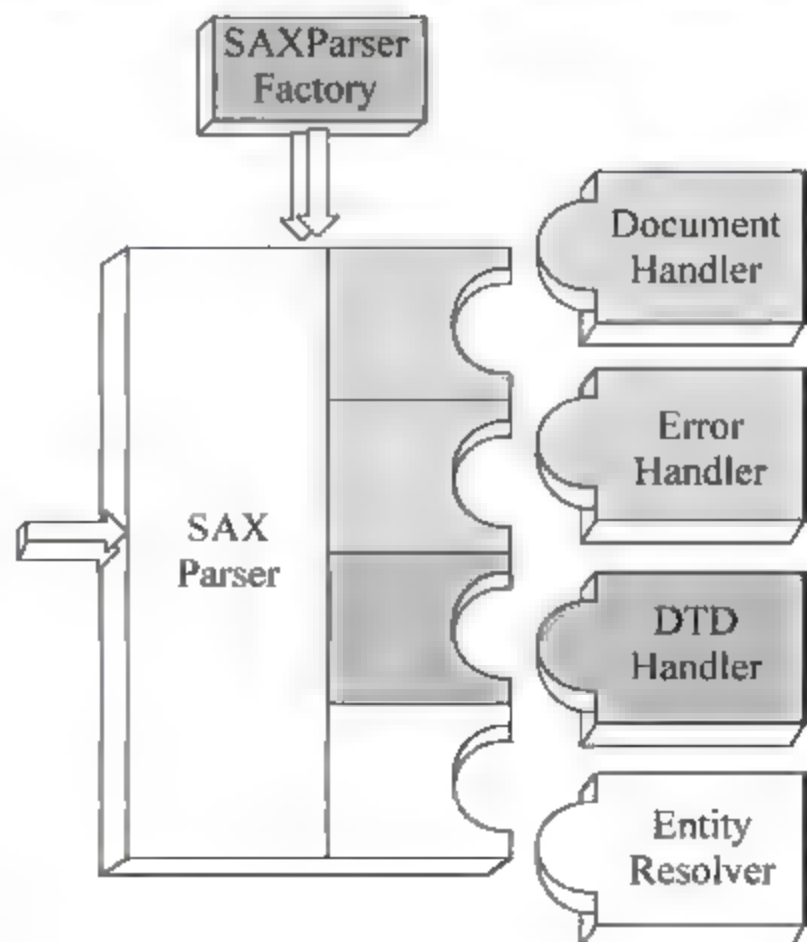 SAXParser
Factory
Document
Handler
Error
Handler
SAX
Parser
DTD
Handler
Entity
Resolver